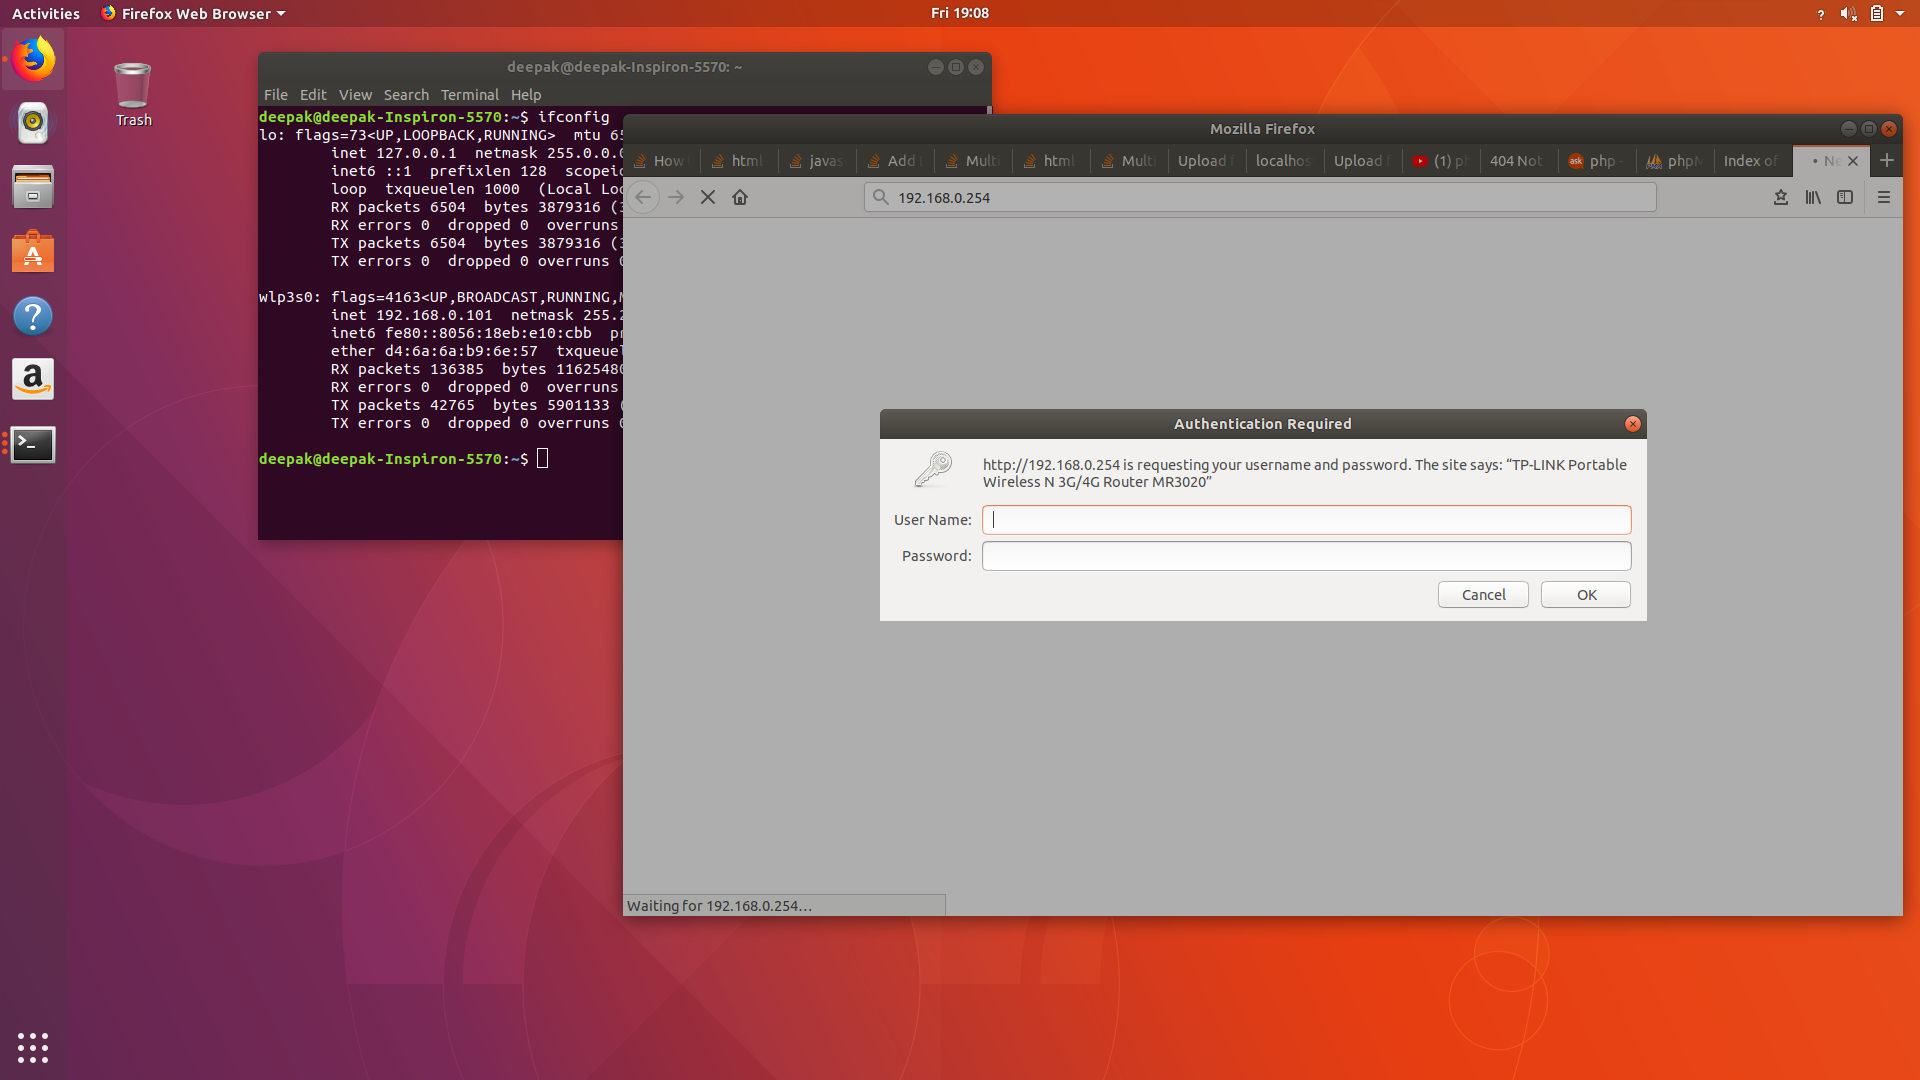 Activities
Firefox Web Browser
Fri 19:08
?
Trash
deepak@deepak-Inspiron-5570: ~
File Edit View Search Terminal Help
deepak@deepak-Inspiron-5570:~$ ifconfig
lo: flags=73<UP,LOOPBACK,RUNNING>  mtu 65
inet 127.0.0.1  netmask 255.0.0.0
inet6 ::1  prefixlen 128  scopeid
loop  txqueuelen 1000  (Local Loo
RX packets 6504  bytes 3879316 (3
RX errors 0  dropped 0  overruns
TX packets 6504  bytes 3879316 (3
TX errors 0  dropped 0 overruns 0
wlp3s0: flags=4163<UP,BROADCAST,RUNNING,M
inet 192.168.0.101  netmask 255.2
inet6 fe80::8056:18eb:e10:cbb  pr
ether d4:6a:6a:b9:6e:57  txqueuel
RX packets 136385  bytes 11625480
RX errors 0  dropped 0  overruns
TX packets 42765  bytes 5901133 (
TX errors 0  dropped 0 overruns 0
deepak@deepak-Inspiron-5570:~$
Mozilla Firefox
How html javas Add Multi html Multi Upload f localhos Upload (1) ph 404 Not php phpM Index of Ne
192.168.0.254
Authentication Required
http://192.168.0.254 is requesting your username and password. The site says: “TP-LINK Portable
Wireless N 3G/4G Router MR3020”
User Name:
Password:
Cancel OK
Waiting for 192.168.0.254…